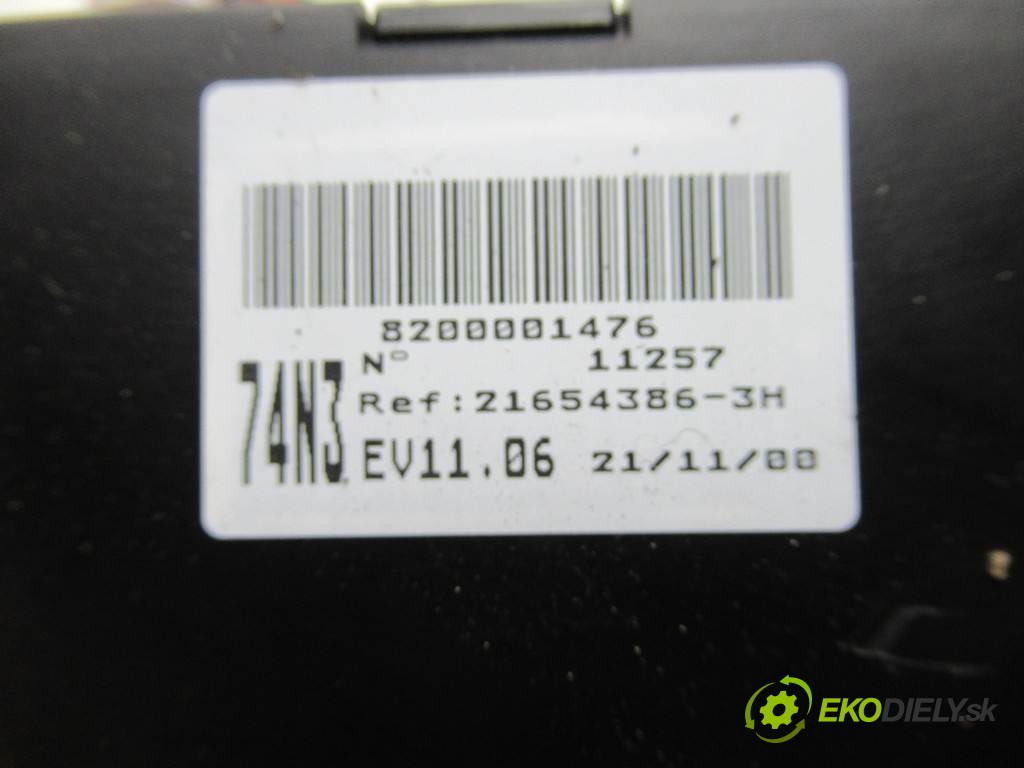 8200001476
N° 11257
74N3
Ref:21654386-3H
EV11.06 21/11/00
EKODIELY.sk